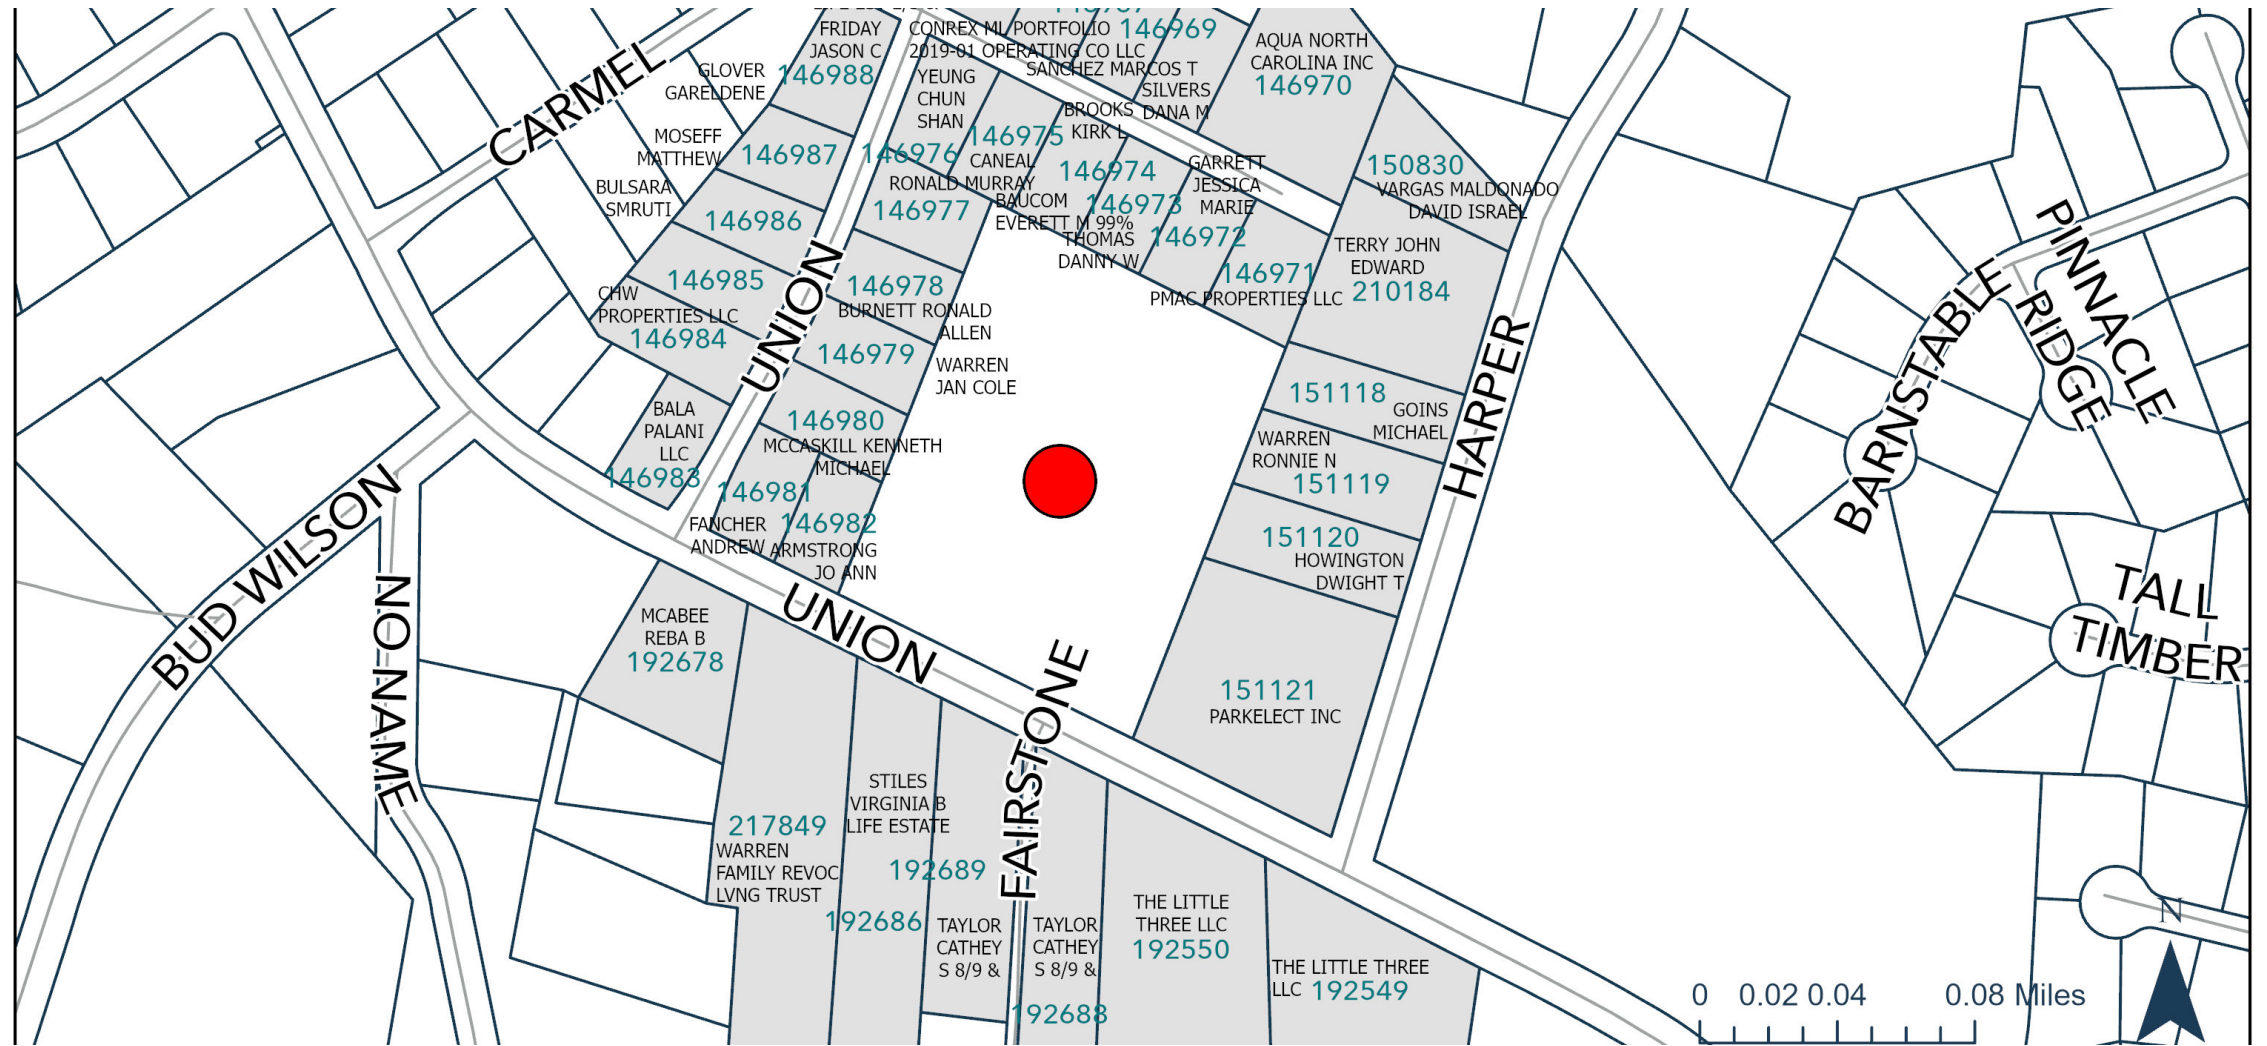 FRIDAY
JASON C
146988
GLOVER
GARELDENE
CONREX ML PORTFOLIO
2019-01 OPERATING CO LLC
146969
SANCHEZ MARCOS T
SILVERS
DANA M
AQUA NORTH
CAROLINA INC
146970
CARMEL
YEUNG
CHUN
SHAN
146976
BROOKS
KIRK L
146975
CANEAL
RONALD MURRAY
146974
GARRETT
JESSICA
MARIE
146973
BAUCOM
EVERETT M 99%
THOMAS
DANNY W
146972
146971
PMAC PROPERTIES LLC
150830
VARGAS MALDONADO
DAVID ISRAEL
TERRY JOHN
EDWARD
210184
MOSEFF
MATTHEW
146987
BULSARA
SMRUTI
146986
146985
CHW
PROPERTIES LLC
146984
UNION
146977
146978
BURNETT RONALD
ALLEN
146979
WARREN
JAN COLE
146980
MCCASKILL KENNETH
MICHAEL
BALA
PALANI
LLC
146983
146981
FANCHER
ANDREW
146982
ARMSTRONG
JO ANN
151118
GOINS
MICHAEL
WARREN
RONNIE N
151119
151120
HOWINGTON
DWIGHT T
151121
PARKELECT INC
HARPER
BARNSTABLE
PINNACLE
RIDGE
TALL
TIMBER
BUD WILSON
NO NAME
UNION
FAIRSTONE
MCABEE
REBA B
192678
217849
WARREN
FAMILY REVOC
LVNG TRUST
STILES
VIRGINIA B
LIFE ESTATE
192689
192686
TAYLOR
CATHEY
S 8/9 &
TAYLOR
CATHEY
S 8/9 &
192688
THE LITTLE
THREE LLC
192550
THE LITTLE THREE
LLC 192549
N
0 0.02 0.04 0.08 Miles